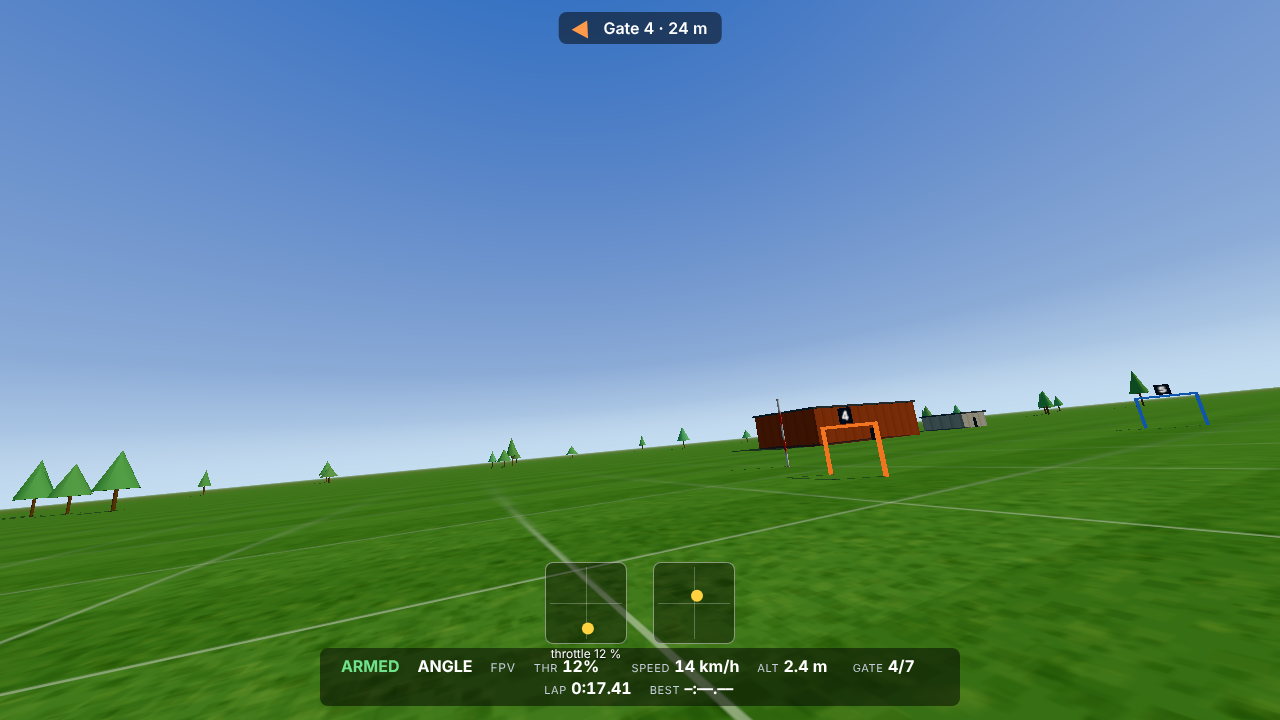 Gate 4 · 24 m
4
throttle 12 %
ARMED ANGLE FPV THR 12% SPEED 14 km/h ALT 2.4 m GATE 4/7
LAP 0:17.41 BEST –:––.––